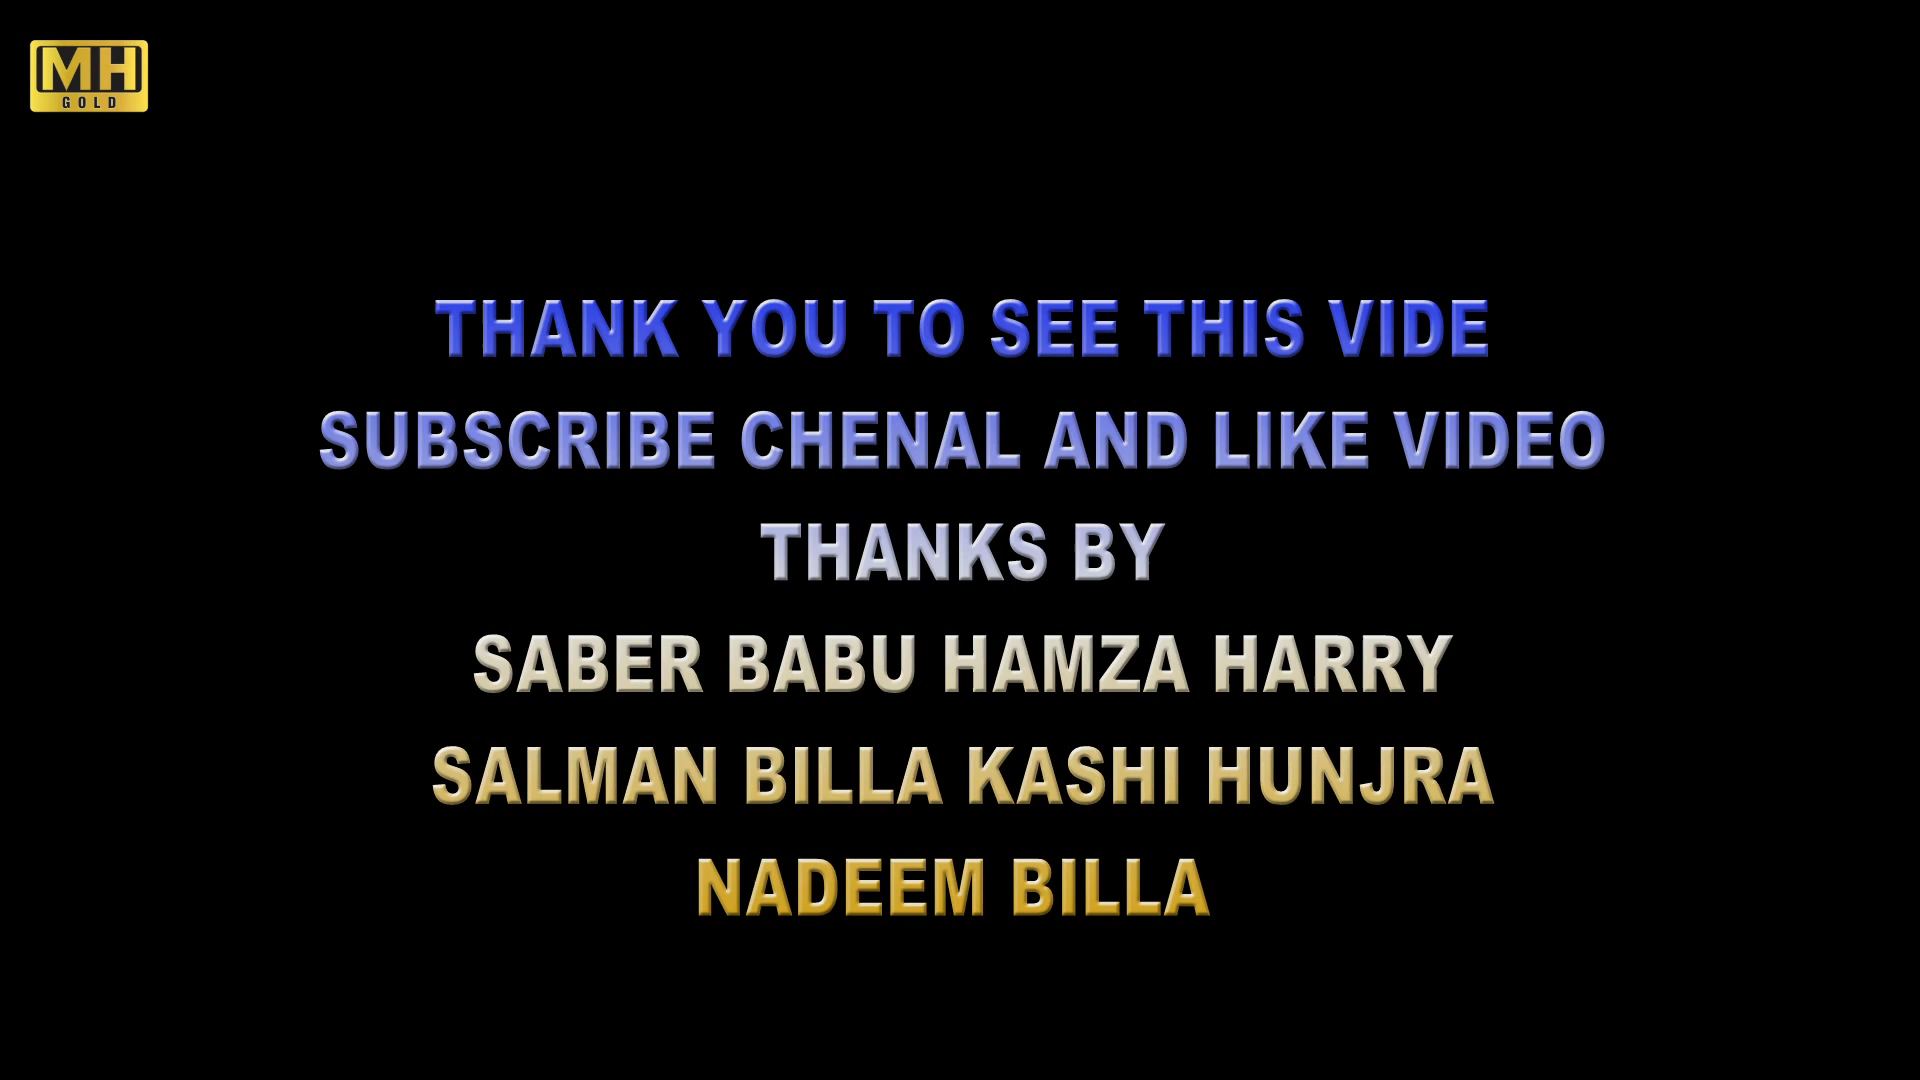 MH
GOLD
THANK YOU TO SEE THIS VIDE
SUBSCRIBE CHENAL AND LIKE VIDEO
THANKS BY
SABER BABU HAMZA HARRY
SALMAN BILLA KASHI HUNJRA
NADEEM BILLA